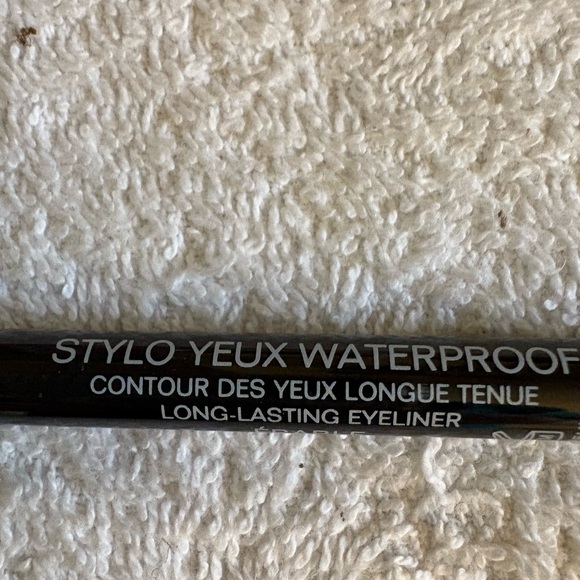 STYLO YEUX WATERPROOF
CONTOUR DES YEUX LONGUE TENUE
LONG-LASTING EYELINER